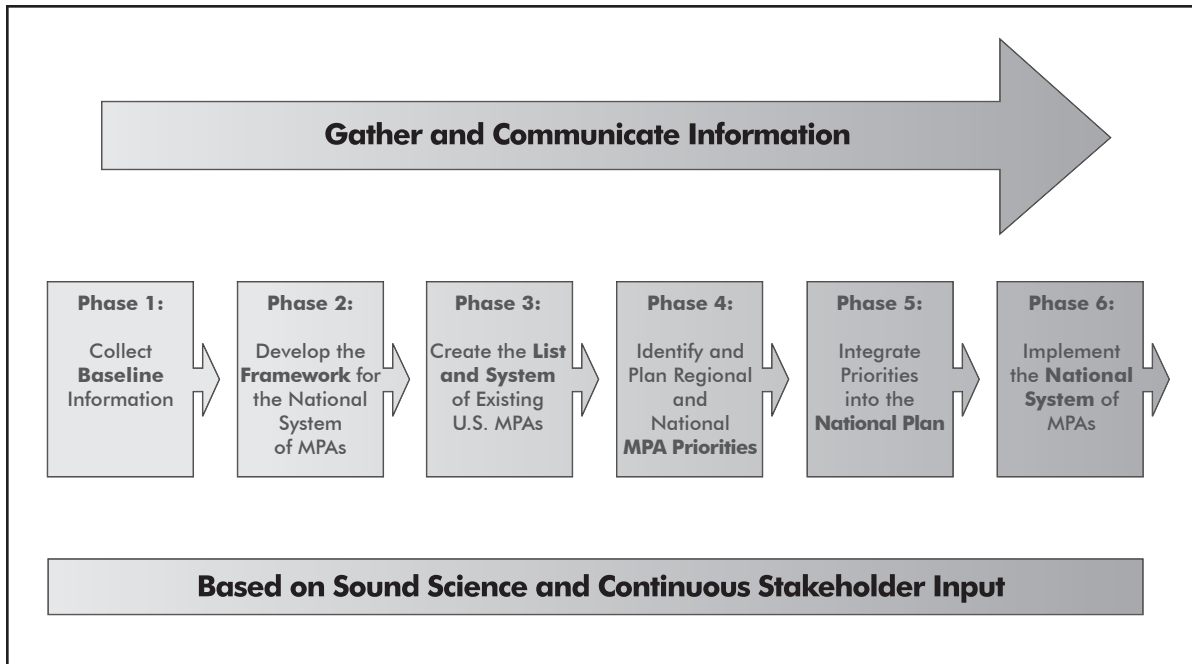 Gather and Communicate Information
Phase 1:
Collect
Baseline
Information
Phase 2:
Develop the
Framework for
the National
System
of MPAs
Phase 3:
Create the List
and System
of Existing
U.S. MPAs
Phase 4:
Identify and
Plan Regional
and
National
MPA Priorities
Phase 5:
Integrate
Priorities
into the
National Plan
Phase 6:
Implement
the National
System of
MPAs
Based on Sound Science and Continuous Stakeholder Input